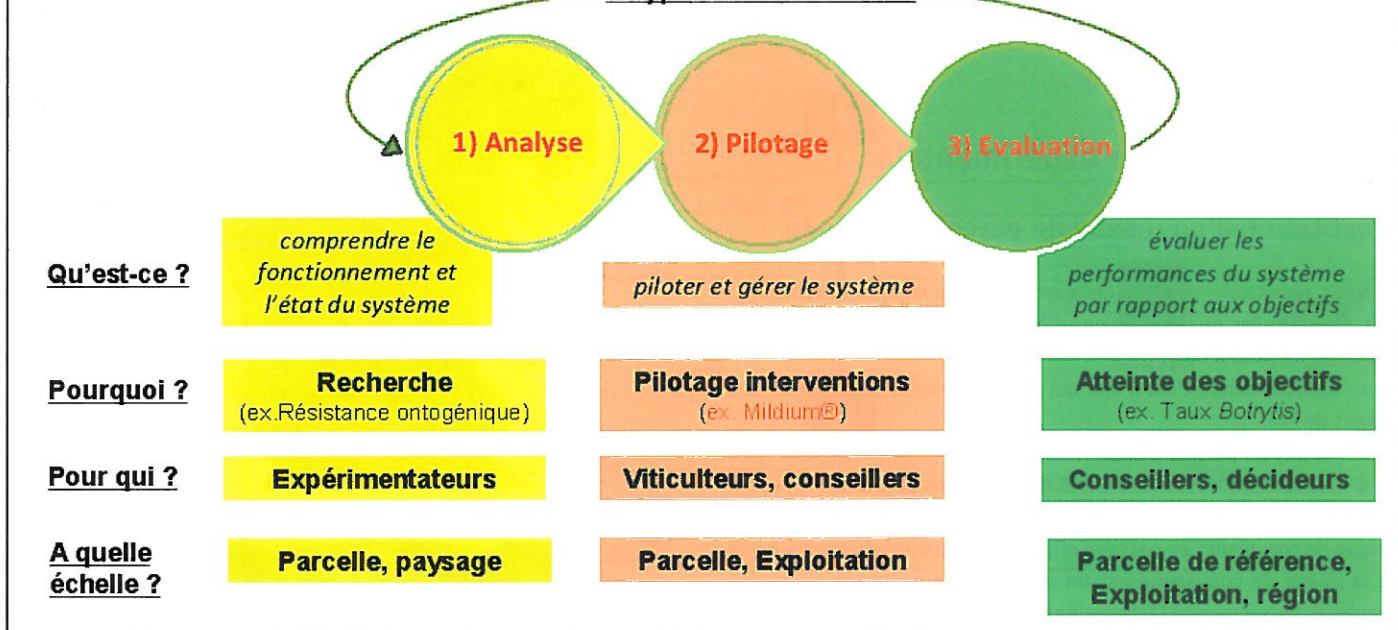 1) Analyse
2) Pilotage
3) Evaluation
Qu'est-ce ?
comprendre le
fonctionnement et
l'état du système
piloter et gérer le système
évaluer les
performances du système
par rapport aux objectifs
Pourquoi ?
Recherche
(ex.Résistance ontogénique)
Pilotage interventions
(ex. Mildium®)
Atteinte des objectifs
(ex. Taux Botrytis)
Pour qui ?
Expérimentateurs
Viticulteurs, conseillers
Conseillers, décideurs
A quelle
échelle ?
Parcelle, paysage
Parcelle, Exploitation
Parcelle de référence,
Exploitation, région